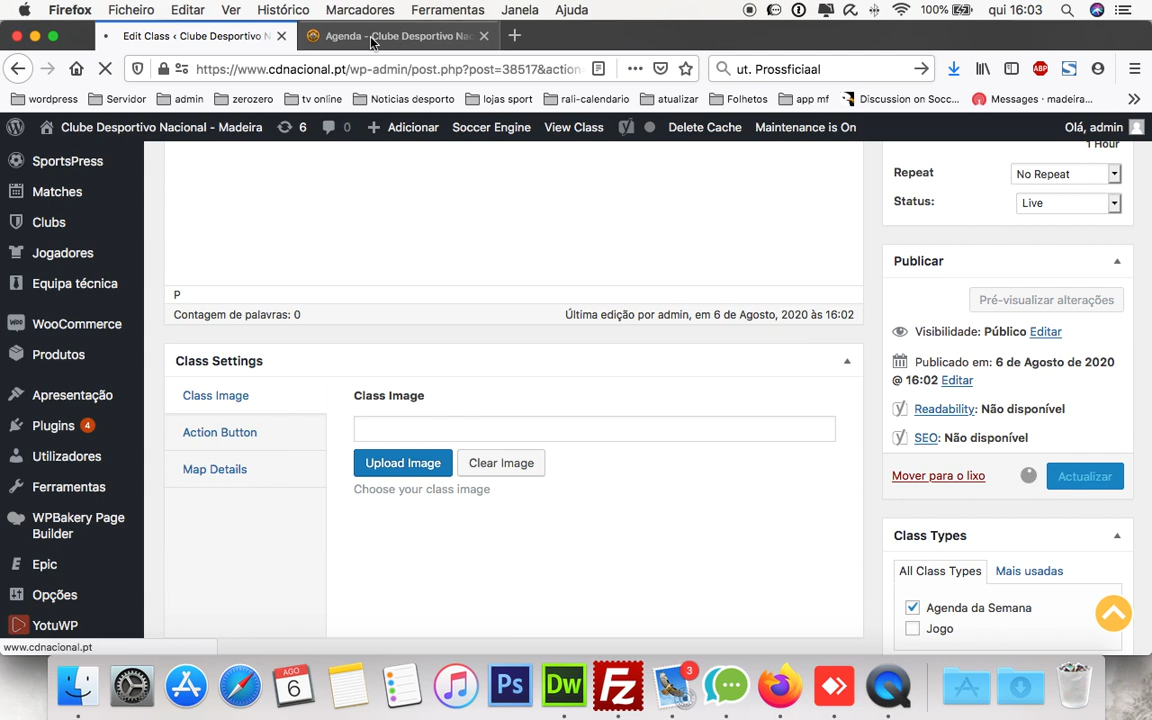 Firefox Ficheiro Editar Ver Histórico Marcadores Ferramentas Janela Ajuda 100% qui 16:03
Edit Class ‹ Clube Desportivo N Agenda - Clube Desportivo Nac
https://www.cdnacional.pt/wp-admin/post.php?post=38517&action ut. Prossficiaal
wordpress Servidor admin zerozero tv online Noticias desporto lojas sport rali-calendario atualizar Folhetos app mf Discussion on Socc... Messages · madeira...
Clube Desportivo Nacional - Madeira 6 0 Adicionar Soccer Engine View Class Delete Cache Maintenance is On Olá, admin
SportsPress
Matches
Clubs
Jogadores
Equipa técnica
WooCommerce
Produtos
Apresentação
Plugins 4
Utilizadores
Ferramentas
WPBakery Page
Builder
Epic
Opções
YotuWP
www.cdnacional.pt
P
Contagem de palavras: 0 Última edição por admin, em 6 de Agosto, 2020 às 16:02
Class Settings
Class Image
Action Button
Map Details
Class Image
Upload Image Clear Image
Choose your class image
1 Hour
Repeat No Repeat
Status: Live
Publicar
Pré-visualizar alterações
Visibilidade: Público Editar
Publicado em: 6 de Agosto de 2020
@ 16:02 Editar
Readability: Não disponível
SEO: Não disponível
Mover para o lixo Actualizar
Class Types
All Class Types Mais usadas
Agenda da Semana
Jogo
AGO
6
Ps Dw Fz 3